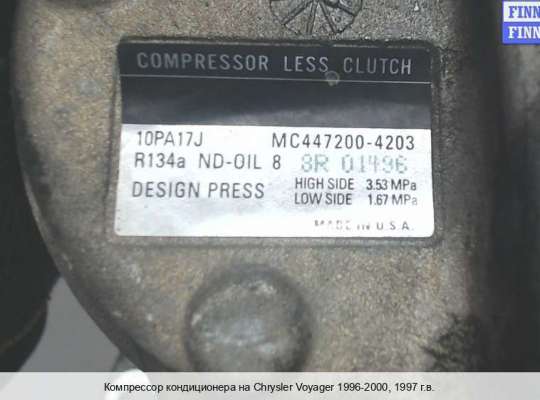 FINN
FINN
COMPRESSOR LESS CLUTCH
10PA17J MC447200-4203
R134a ND-OIL 8 8R 01496
DESIGN PRESS HIGH SIDE 3.53 MPa
LOW SIDE 1.67 MPa
MADE IN U.S.A.
Компрессор кондиционера на Chrysler Voyager 1996-2000, 1997 г.в.